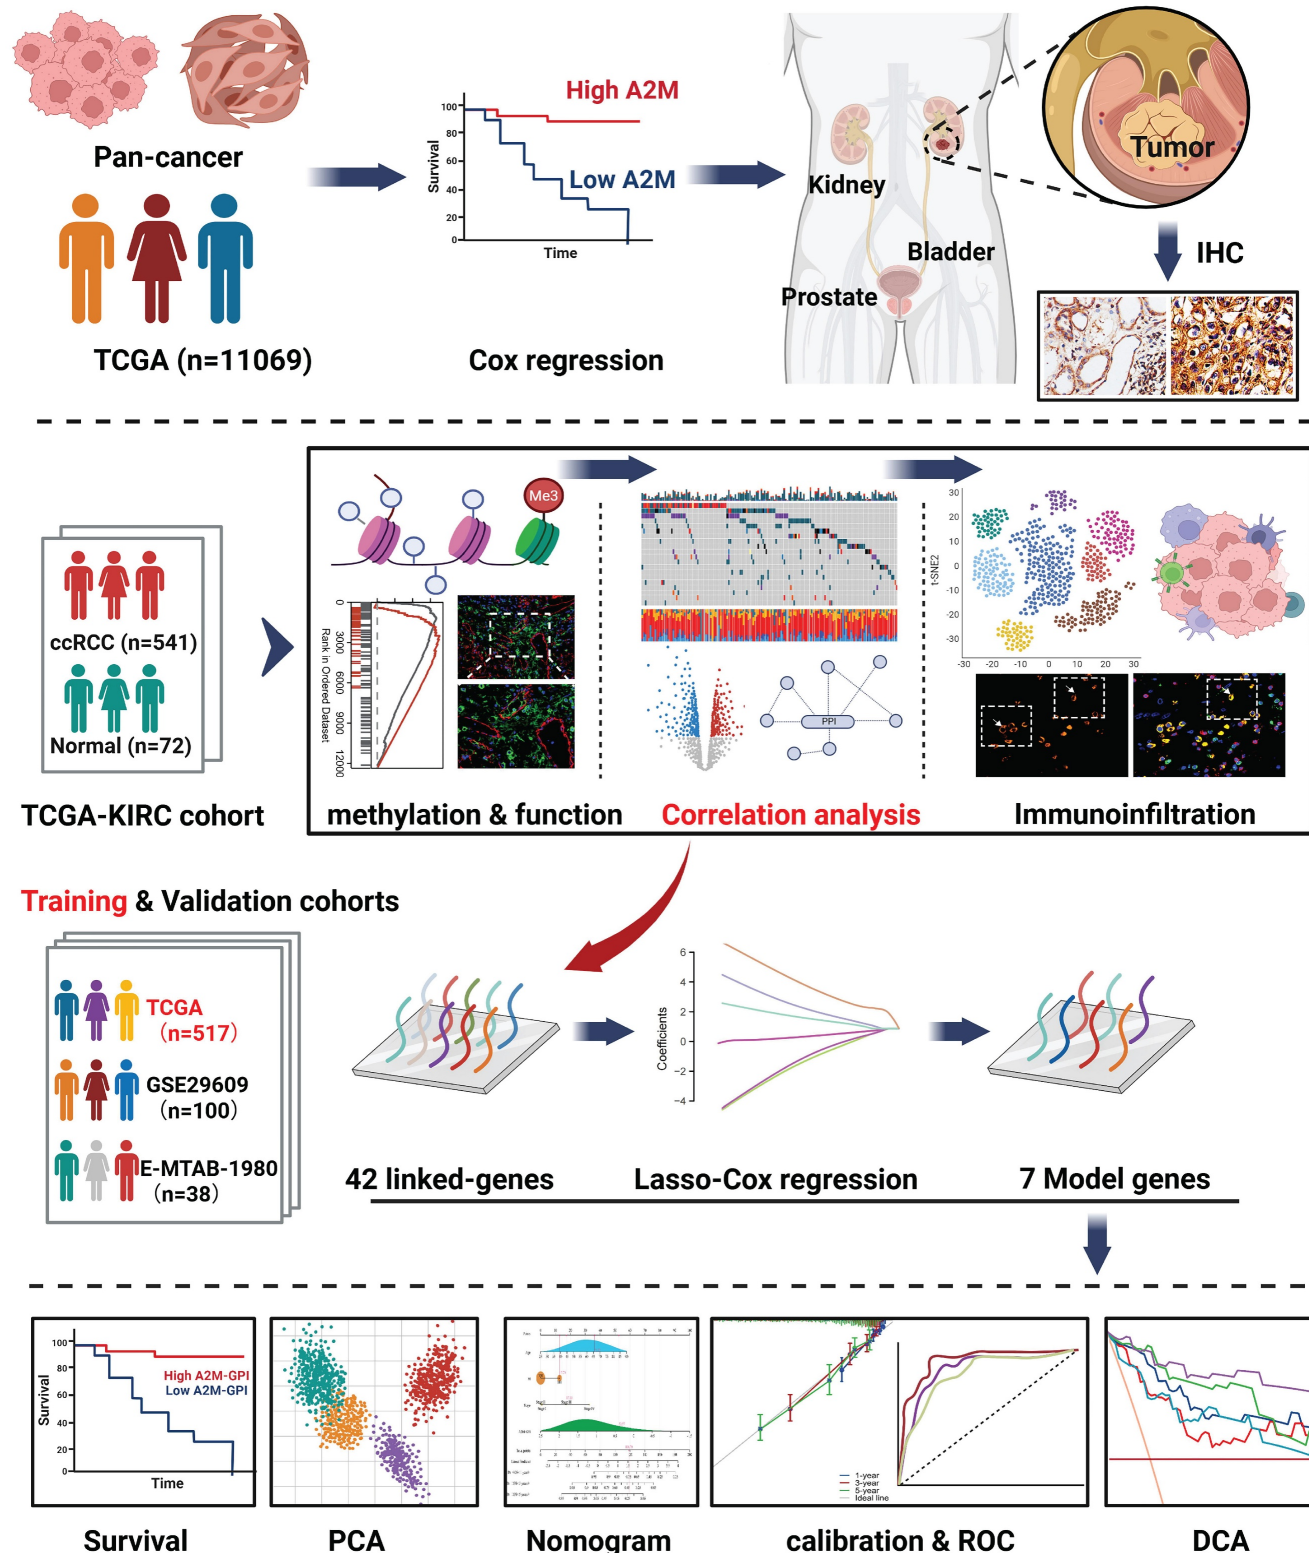 Pan-cancer
TCGA (n=11069)
High A2M
Low A2M
Survival
100
80
60
40
20
0
Time
Cox regression
Kidney
Bladder
Prostate
Tumor
IHC
ccRCC (n=541)
Normal (n=72)
TCGA-KIRC cohort
Me3
0
3000
6000
9000
12000
Rank in Ordered Dataset
methylation & function
PPI
Correlation analysis
t-SNE2
30
20
10
0
-10
-20
-30
-30 -20 -10 0 10 20 30
Immunoinfiltration
Training & Validation cohorts
TCGA
(n=517)
GSE29609
(n=100)
E-MTAB-1980
(n=38)
42 linked-genes
Coefficients
6
4
2
0
−2
−4
Lasso-Cox regression
7 Model genes
Survival
100
80
60
40
20
0
High A2M-GPI
Low A2M-GPI
Time
Survival
PCA
Nomogram
1-year
3-year
5-year
Ideal line
calibration & ROC
DCA